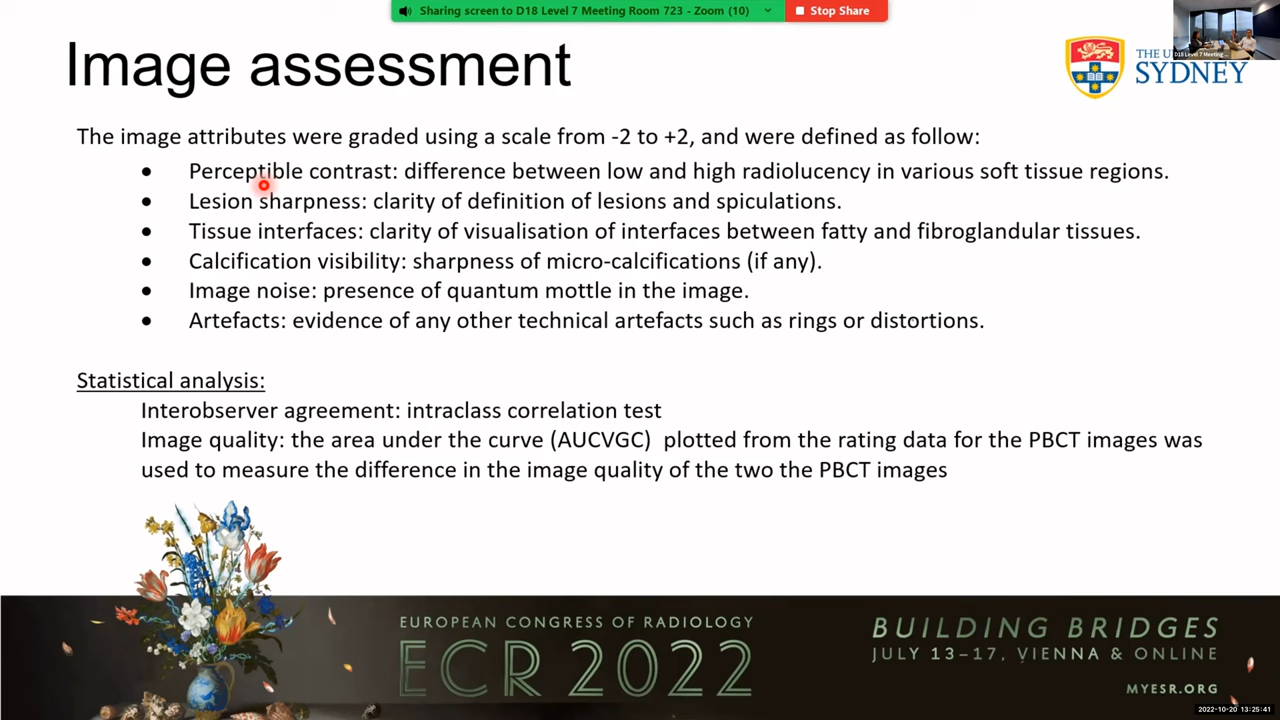 Sharing screen to D18 Level 7 Meeting Room 723 - Zoom (10)
Stop Share
Image assessment
D18 Level 7 Meeting
THE U
SYDNEY
The image attributes were graded using a scale from -2 to +2, and were defined as follow:
• Perceptible contrast: difference between low and high radiolucency in various soft tissue regions.
• Lesion sharpness: clarity of definition of lesions and spiculations.
• Tissue interfaces: clarity of visualisation of interfaces between fatty and fibroglandular tissues.
• Calcification visibility: sharpness of micro-calcifications (if any).
• Image noise: presence of quantum mottle in the image.
• Artefacts: evidence of any other technical artefacts such as rings or distortions.
Statistical analysis:
Interobserver agreement: intraclass correlation test
Image quality: the area under the curve (AUCVGC) plotted from the rating data for the PBCT images was
used to measure the difference in the image quality of the two the PBCT images
EUROPEAN CONGRESS OF RADIOLOGY
ECR 2022
BUILDING BRIDGES
JULY 13–17, VIENNA & ONLINE
MYESR.ORG
2022-10-20 13:25:41